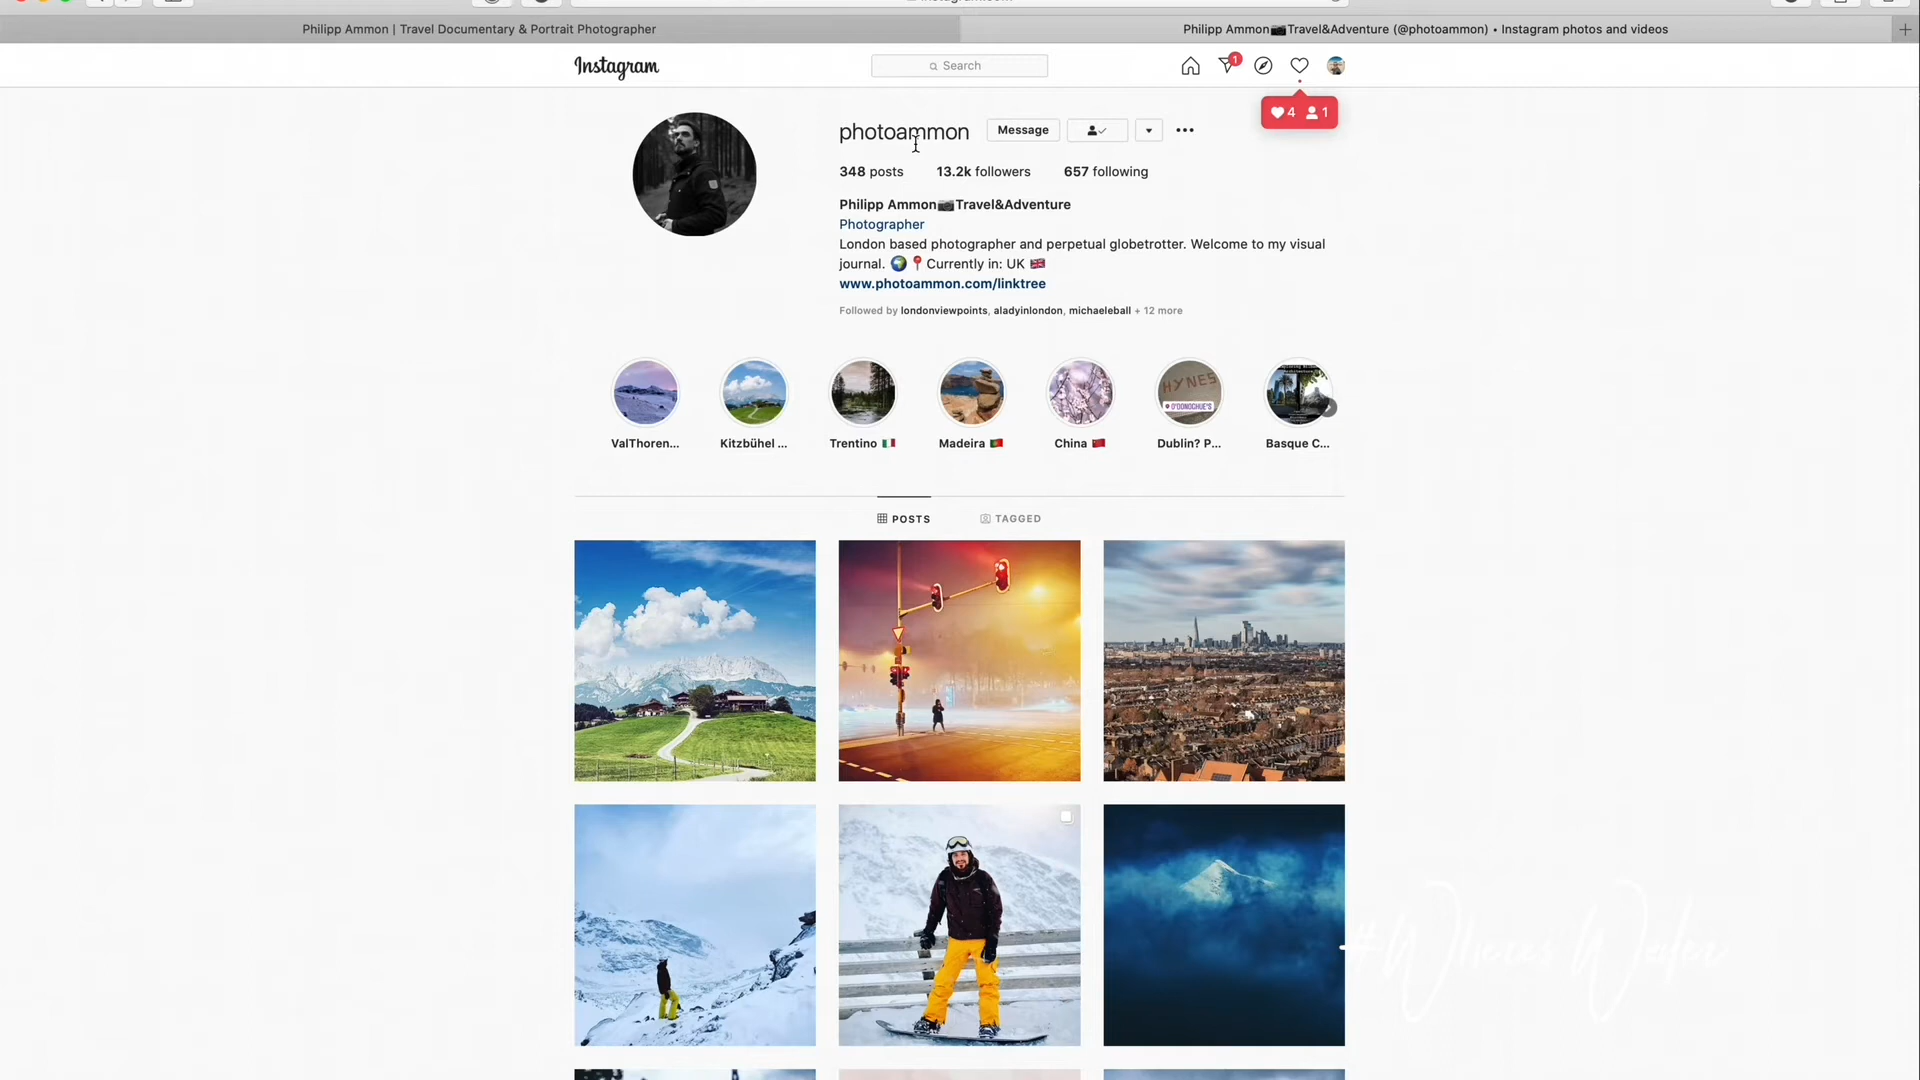 Philipp Ammon | Travel Documentary & Portrait Photographer
Philipp Ammon📷Travel&Adventure (@photoammon) • Instagram photos and videos
Instagram
Search
1
4 1
photoammon
Message
348 posts 13.2k followers 657 following
Philipp Ammon📷Travel&Adventure
Photographer
London based photographer and perpetual globetrotter. Welcome to my visual
journal. 🌍📍Currently in: UK 🇬🇧
www.photoammon.com/linktree
Followed by londonviewpoints, aladyinlondon, michaeleball + 12 more
HYNES
O'DONOGHUE'S
ValThoren...
Kitzbühel ...
Trentino 🇮🇹
Madeira 🇵🇹
China 🇨🇳
Dublin? P...
Basque C...
POSTS
TAGGED